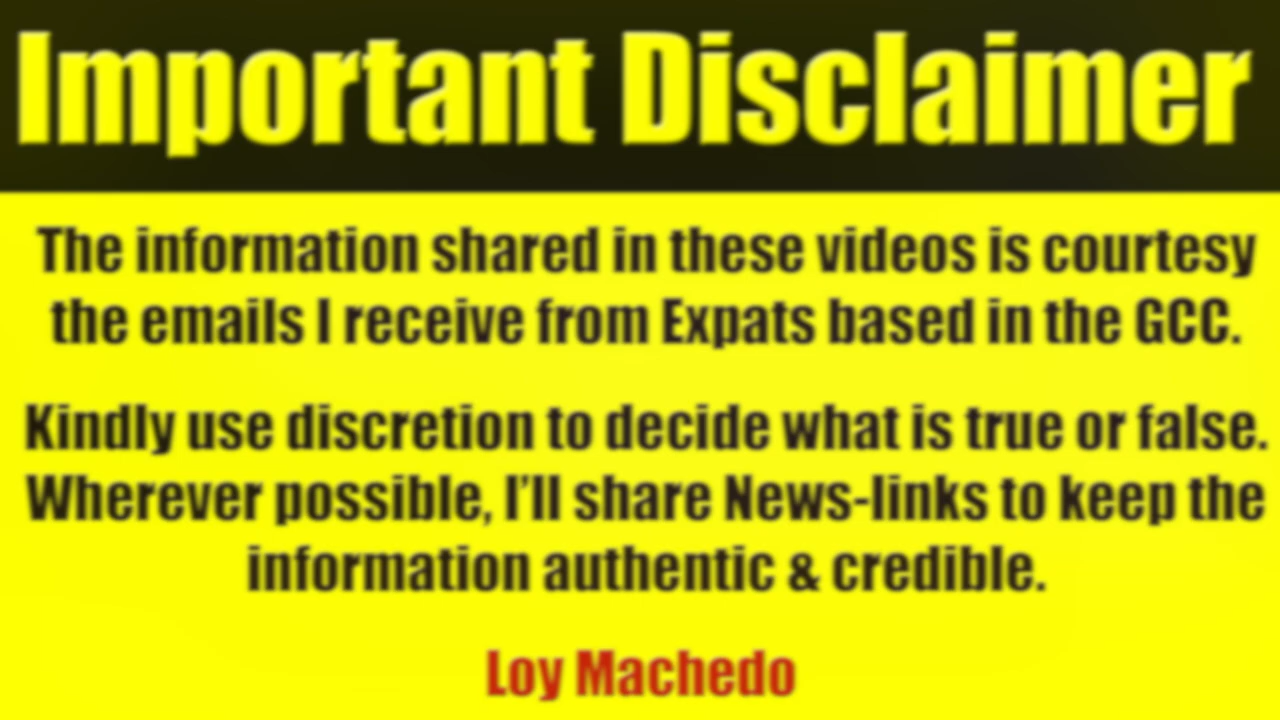 Important Disclaimer
The information shared in these videos is courtesy
the emails I receive from Expats based in the GCC.
Kindly use discretion to decide what is true or false.
Wherever possible, I'll share News-links to keep the
information authentic & credible.
Loy Machedo